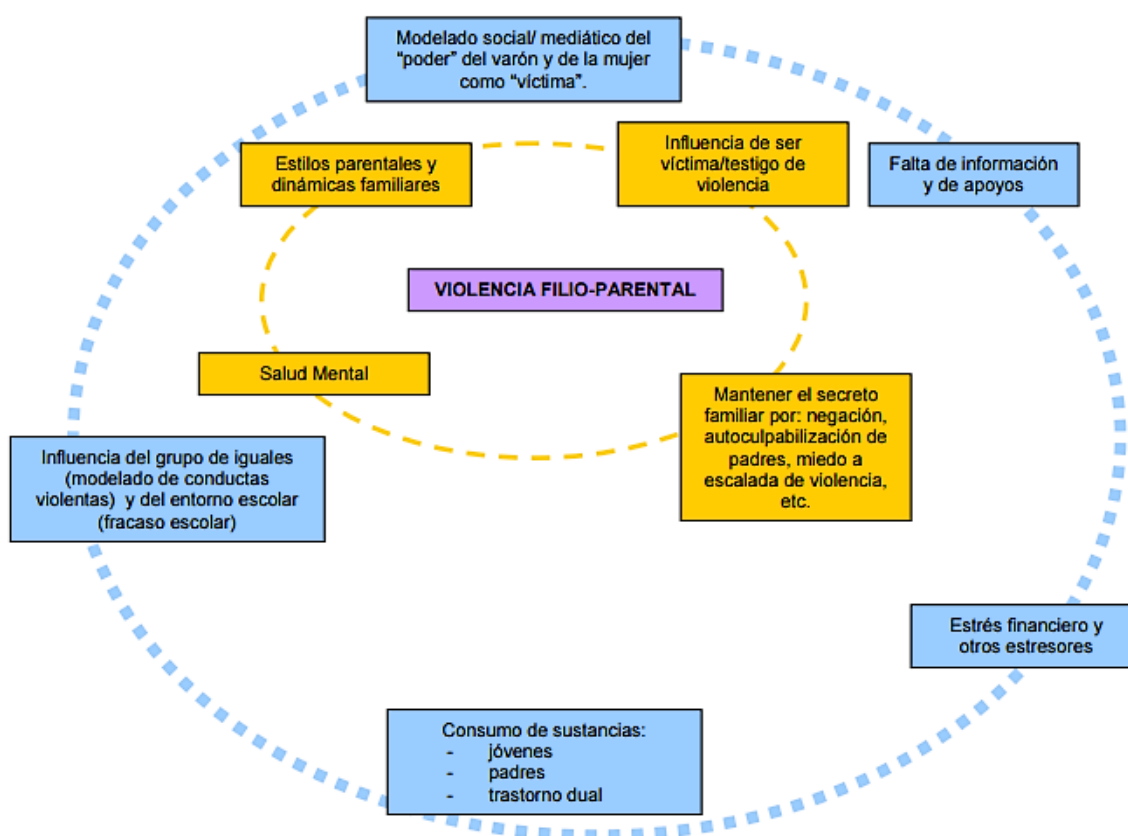 Modelado social/ mediático del
“poder” del varón y de la mujer
como “víctima”.
Estilos parentales y
dinámicas familiares
Influencia de ser
víctima/testigo de
violencia
Falta de información
y de apoyos
VIOLENCIA FILIO-PARENTAL
Salud Mental
Mantener el secreto
familiar por: negación,
autoculpabilización de
padres, miedo a
escalada de violencia,
etc.
Influencia del grupo de iguales
(modelado de conductas
violentas) y del entorno escolar
(fracaso escolar)
Estrés financiero y
otros estresores
Consumo de sustancias:
- jóvenes
- padres
- trastorno dual